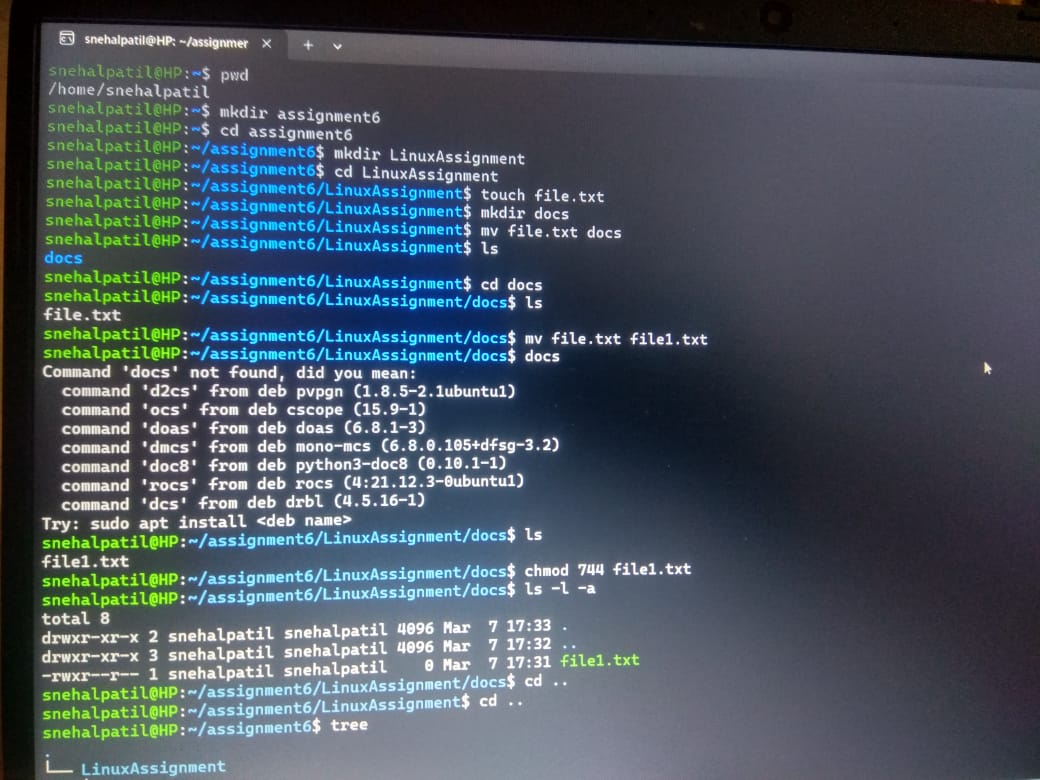 snehalpatil@HP: ~/assignmer × + ⌄
snehalpatil@HP:~$ pwd
/home/snehalpatil
snehalpatil@HP:~$ mkdir assignment6
snehalpatil@HP:~$ cd assignment6
snehalpatil@HP:~/assignment6$ mkdir LinuxAssignment
snehalpatil@HP:~/assignment6$ cd LinuxAssignment
snehalpatil@HP:~/assignment6/LinuxAssignment$ touch file.txt
snehalpatil@HP:~/assignment6/LinuxAssignment$ mkdir docs
snehalpatil@HP:~/assignment6/LinuxAssignment$ mv file.txt docs
snehalpatil@HP:~/assignment6/LinuxAssignment$ ls
docs
snehalpatil@HP:~/assignment6/LinuxAssignment$ cd docs
snehalpatil@HP:~/assignment6/LinuxAssignment/docs$ ls
file.txt
snehalpatil@HP:~/assignment6/LinuxAssignment/docs$ mv file.txt file1.txt
snehalpatil@HP:~/assignment6/LinuxAssignment/docs$ docs
Command 'docs' not found, did you mean:
  command 'd2cs' from deb pvpgn (1.8.5-2.1ubuntu1)
  command 'ocs' from deb cscope (15.9-1)
  command 'doas' from deb doas (6.8.1-3)
  command 'dmcs' from deb mono-mcs (6.8.0.105+dfsg-3.2)
  command 'doc8' from deb python3-doc8 (0.10.1-1)
  command 'rocs' from deb rocs (4:21.12.3-0ubuntu1)
  command 'dcs' from deb drbl (4.5.16-1)
Try: sudo apt install <deb name>
snehalpatil@HP:~/assignment6/LinuxAssignment/docs$ ls
file1.txt
snehalpatil@HP:~/assignment6/LinuxAssignment/docs$ chmod 744 file1.txt
snehalpatil@HP:~/assignment6/LinuxAssignment/docs$ ls -l -a
total 8
drwxr-xr-x 2 snehalpatil snehalpatil 4096 Mar  7 17:33 .
drwxr-xr-x 3 snehalpatil snehalpatil 4096 Mar  7 17:32 ..
-rwxr--r-- 1 snehalpatil snehalpatil    0 Mar  7 17:31 file1.txt
snehalpatil@HP:~/assignment6/LinuxAssignment/docs$ cd ..
snehalpatil@HP:~/assignment6/LinuxAssignment$ cd ..
snehalpatil@HP:~/assignment6$ tree
.
└── LinuxAssignment